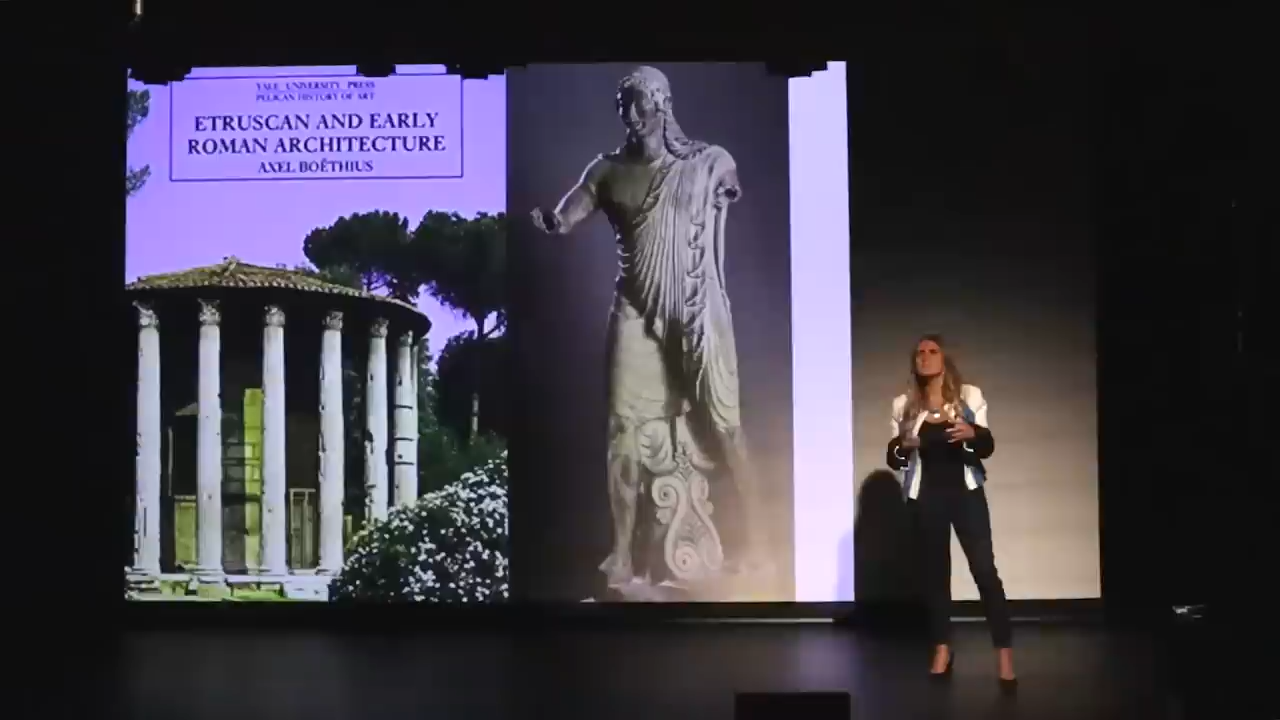 YALE UNIVERSITY PRESS
PELICAN HISTORY OF ART
ETRUSCAN AND EARLY
ROMAN ARCHITECTURE
AXEL BOËTHIUS